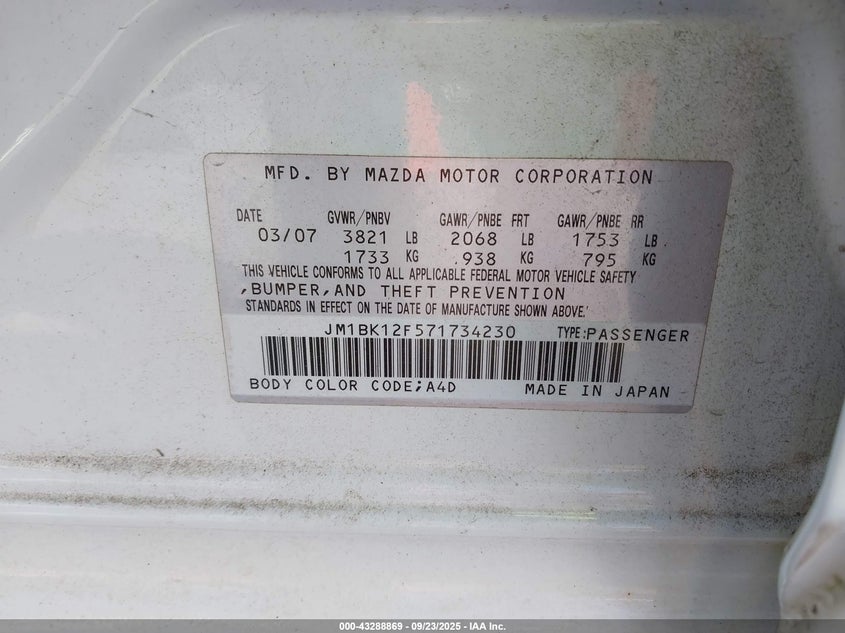 MFD. BY MAZDA MOTOR CORPORATION
DATE GVWR/PNBV GAWR/PNBE FRT GAWR/PNBE RR
03/07 3821 LB 2068 LB 1753 LB
1733 KG 938 KG 795 KG
THIS VEHICLE CONFORMS TO ALL APPLICABLE FEDERAL MOTOR VEHICLE SAFETY
,BUMPER,AND THEFT PREVENTION
STANDARDS IN EFFECT ON THE DATE OF MANUFACTURE SHOWN ABOVE.
JM1BK12F571734230 TYPE:PASSENGER
BODY COLOR CODE;A4D MADE IN JAPAN
000-43288869 - 09/23/2025 - IAA Inc.